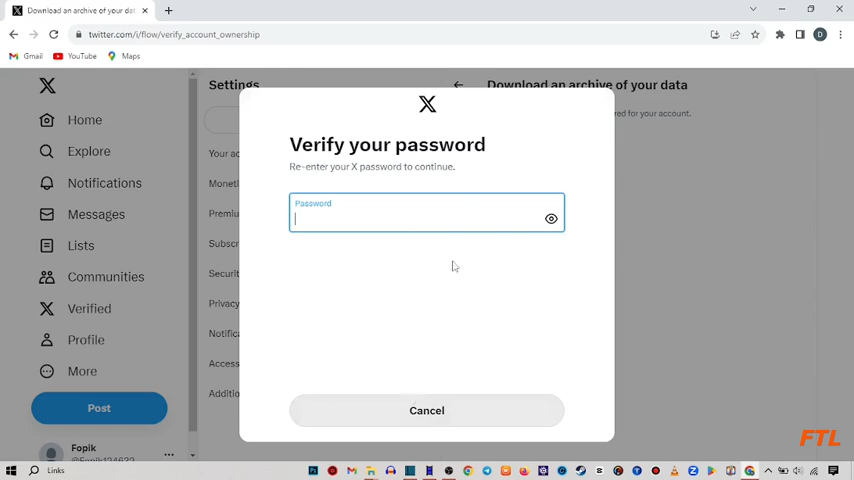 Download an archive of your data
twitter.com/i/flow/verify_account_ownership
Gmail
YouTube
Maps
Home
Explore
Notifications
Messages
Lists
Communities
Verified
Profile
More
Post
Fopik
@Fopik124632
Settings
Your ac
Moneti
Premiu
Subscr
Securit
Privacy
Notifica
Access
Additio
Download an archive of your data
red for your account.
X
Verify your password
Re-enter your X password to continue.
Password
Cancel
FTL
Links